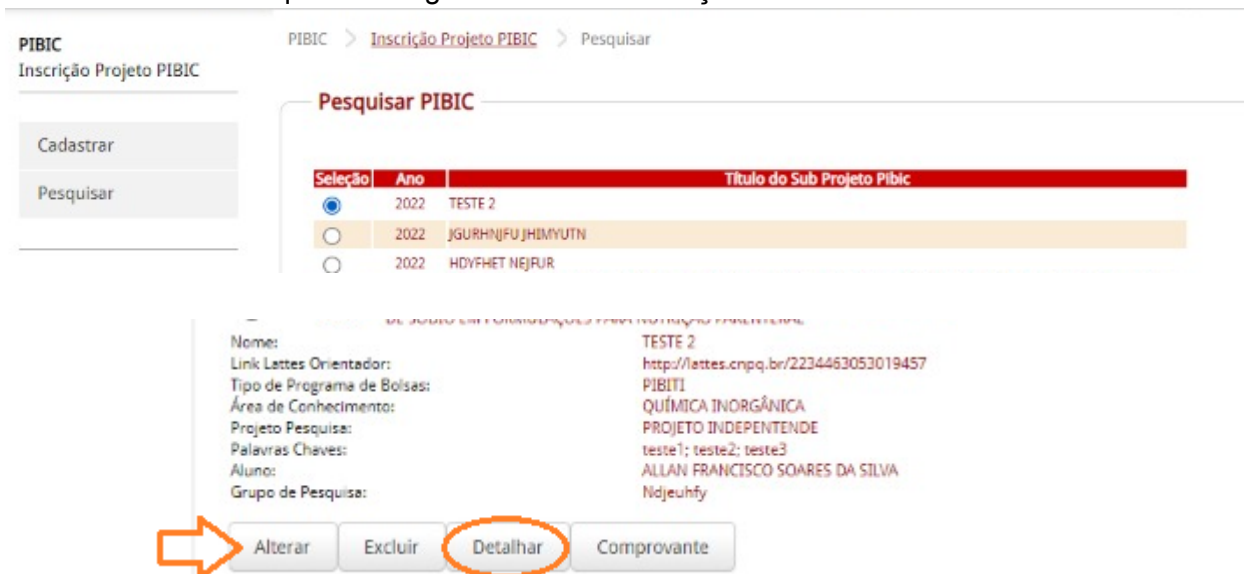 PIBIC
Inscrição Projeto PIBIC
Cadastrar
Pesquisar
PIBIC > Inscrição Projeto PIBIC > Pesquisar
Pesquisar PIBIC
Seleção Ano Título do Sub Projeto Pibic
2022 TESTE 2
2022 JGURHNJFU JHIMYUTN
2022 HDYFHET NEJFUR
Nome: TESTE 2
Link Lattes Orientador: http://lattes.cnpq.br/2234463053019457
Tipo de Programa de Bolsas: PIBITI
Área de Conhecimento: QUÍMICA INORGÂNICA
Projeto Pesquisa: PROJETO INDEPENTENDE
Palavras Chaves: teste1; teste2; teste3
Aluno: ALLAN FRANCISCO SOARES DA SILVA
Grupo de Pesquisa: Ndjeuhfy
Alterar Excluir Detalhar Comprovante